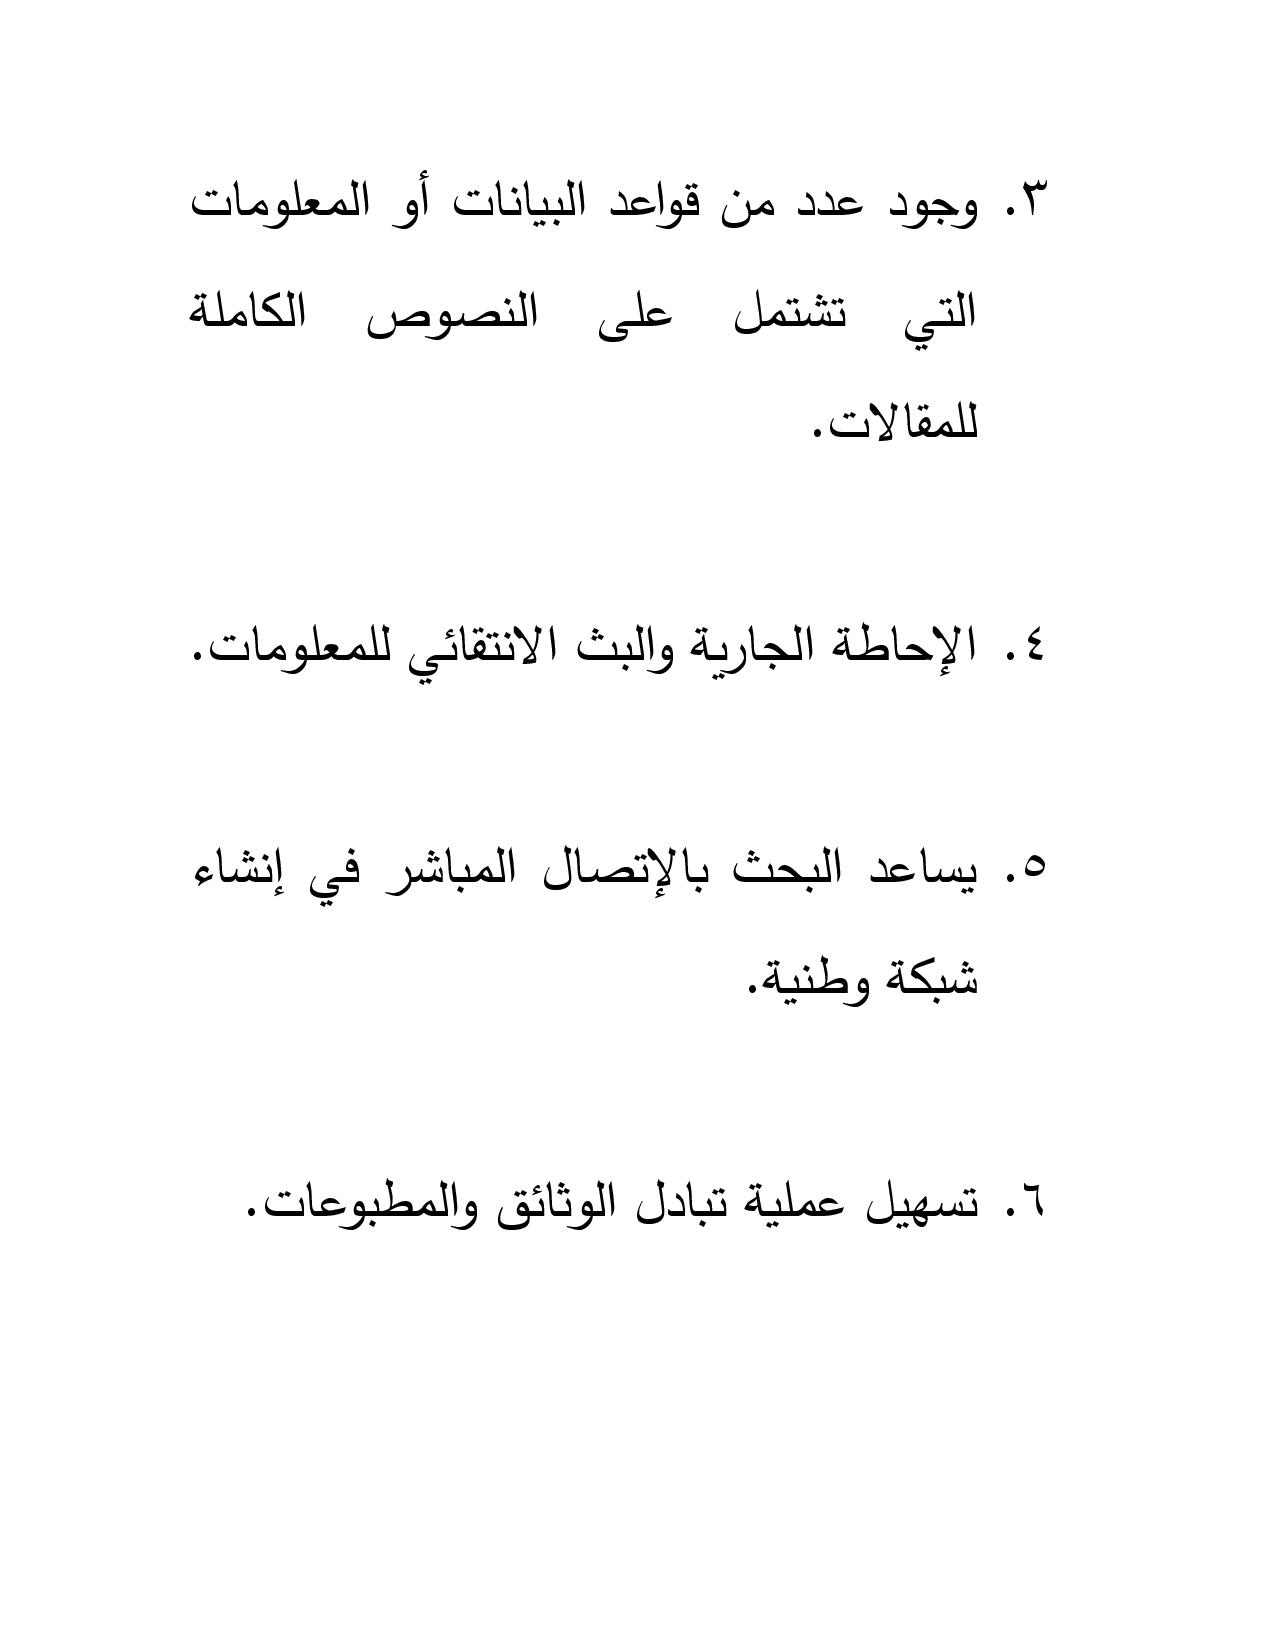 ٣. وجود عدد من قواعد البيانات أو المعلومات
التي تشتمل على النصوص الكاملة
للمقالات.
٤. الإحاطة الجارية والبث الانتقائي للمعلومات.
٥. يساعد البحث بالإتصال المباشر في إنشاء
شبكة وطنية.
٦. تسهيل عملية تبادل الوثائق والمطبوعات.